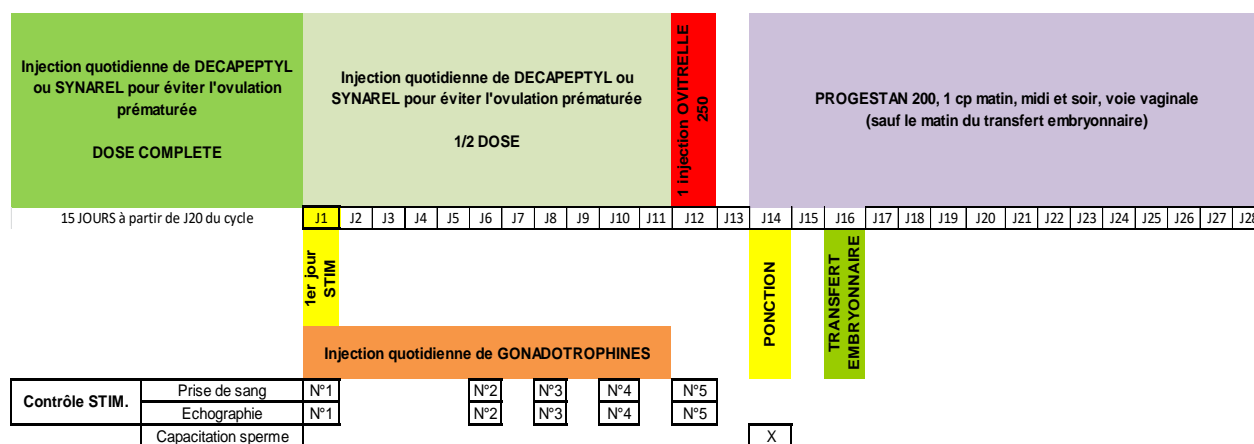 Injection quotidienne de DECAPEPTYL
ou SYNAREL pour éviter l'ovulation
prématurée
DOSE COMPLETE
Injection quotidienne de DECAPEPTYL ou
SYNAREL pour éviter l'ovulation prématurée
1/2 DOSE
1 injection OVITRELLE
250
PROGESTAN 200, 1 cp matin, midi et soir, voie vaginale
(sauf le matin du transfert embryonnaire)
15 JOURS à partir de J20 du cycle J1 J2 J3 J4 J5 J6 J7 J8 J9 J10 J11 J12 J13 J14 J15 J16 J17 J18 J19 J20 J21 J22 J23 J24 J25 J26 J27 J28
1er jour
STIM
PONCTION
TRANSFERT
EMBRYONNAIRE
Injection quotidienne de GONADOTROPHINES
Contrôle STIM.
Prise de sang N°1 N°2 N°3 N°4 N°5
Echographie N°1 N°2 N°3 N°4 N°5
Capacitation sperme X